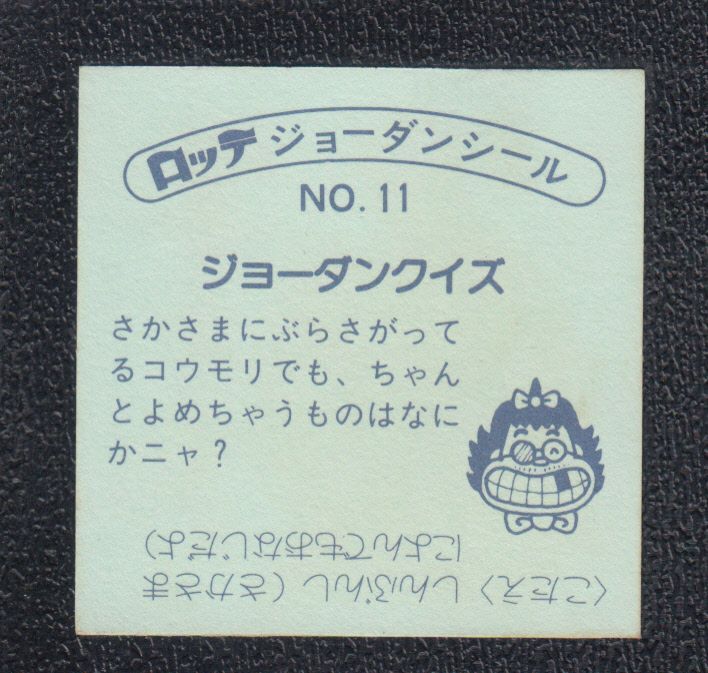 ロッテ ジョーダンシール
NO. 11
ジョーダンクイズ
さかさまにぶらさがって
るコウモリでも、ちゃん
とよめちゃうものはなに
かニャ？
〈こたえ〉しんぶんし（さかさま
によんでもおなじだよ）